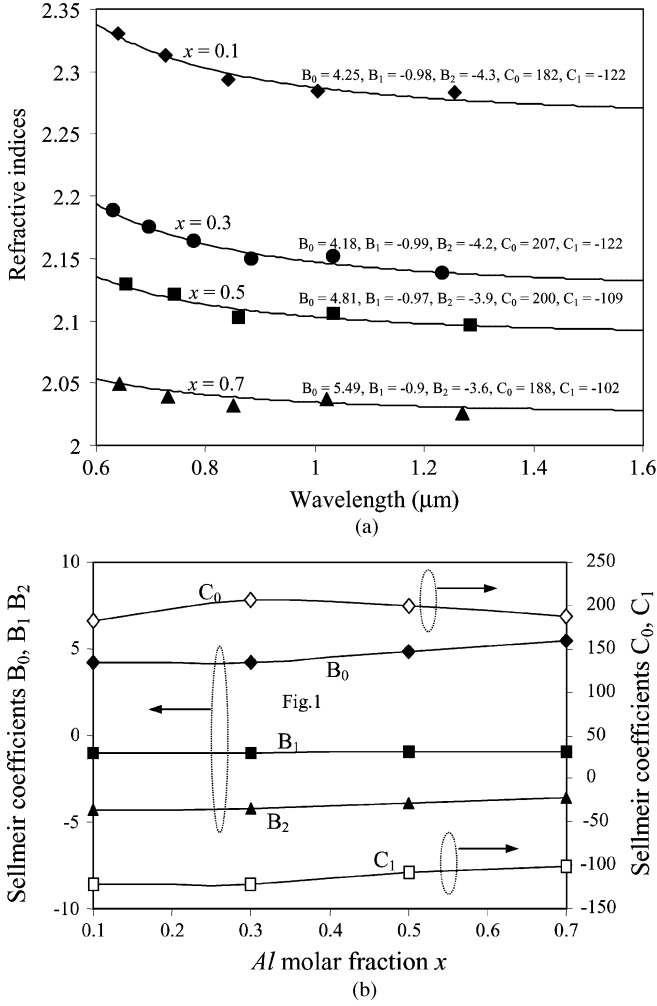 2.35
2.3
2.25
2.2
2.15
2.1
2.05
2
Refractive indices
x = 0.1
B₀ = 4.25, B₁ = -0.98, B₂ = -4.3, C₀ = 182, C₁ = -122
x = 0.3
B₀ = 4.18, B₁ = -0.99, B₂ = -4.2, C₀ = 207, C₁ = -122
x = 0.5
B₀ = 4.81, B₁ = -0.97, B₂ = -3.9, C₀ = 200, C₁ = -109
x = 0.7
B₀ = 5.49, B₁ = -0.9, B₂ = -3.6, C₀ = 188, C₁ = -102
0.6 0.8 1 1.2 1.4 1.6
Wavelength (μm)
(a)
10
5
0
-5
-10
Sellmeir coefficients B₀, B₁ B₂
C₀
B₀
Fig.1
B₁
B₂
C₁
250
200
150
100
50
0
-50
-100
-150
Sellmeir coefficients C₀, C₁
0.1 0.2 0.3 0.4 0.5 0.6 0.7
Al molar fraction x
(b)